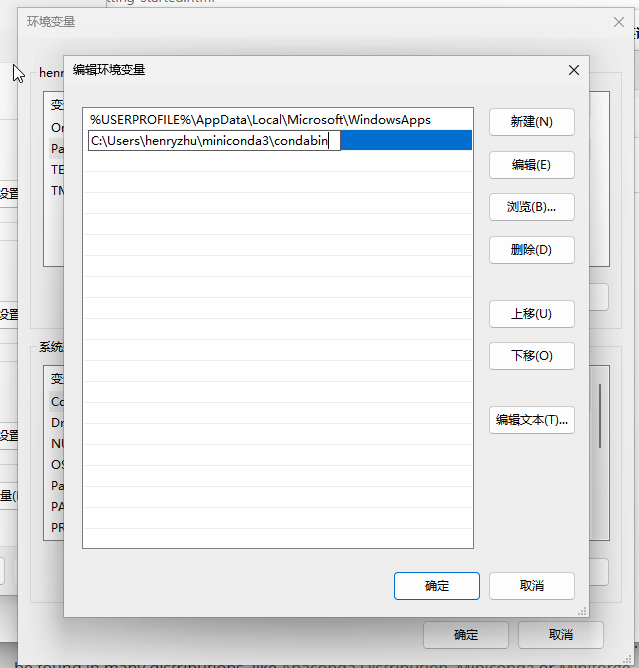 tting-started.html
环境变量
编辑环境变量
henr
变
%USERPROFILE%\AppData\Local\Microsoft\WindowsApps
新建(N)
On
C:\Users\henryzhu\miniconda3\condabin
Pa
编辑(E)
TE
TM
设置
浏览(B)...
删除(D)
上移(U)
设置
系统
下移(O)
变
Co
编辑文本(T)...
Dr
设置
NU
OS
Pa
量(
PA
PR
确定
取消
确定
取消
be found in many distributions, like Anaconda Distribution, Miniconda or Miniforge